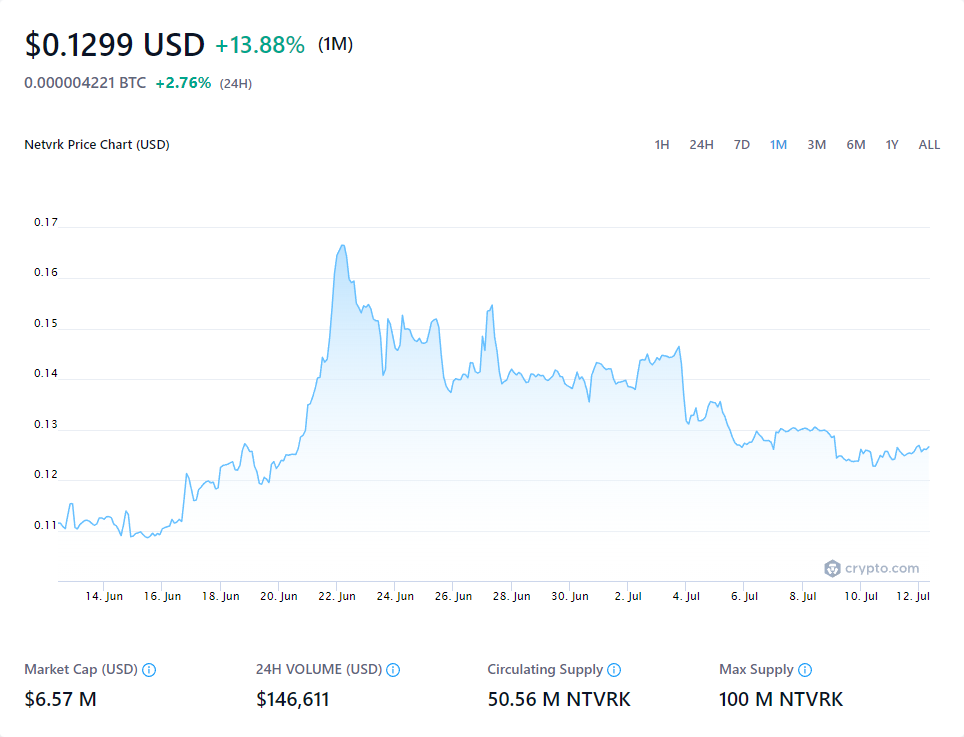 $0.1299 USD +13.88% (1M)
0.000004221 BTC +2.76% (24H)
Netvrk Price Chart (USD) 1H 24H 7D 1M 3M 6M 1Y ALL
0.17
0.16
0.15
0.14
0.13
0.12
0.11
crypto.com
14. Jun 16. Jun 18. Jun 20. Jun 22. Jun 24. Jun 26. Jun 28. Jun 30. Jun 2. Jul 4. Jul 6. Jul 8. Jul 10. Jul 12. Jul
Market Cap (USD) 24H VOLUME (USD) Circulating Supply Max Supply
$6.57 M $146,611 50.56 M NTVRK 100 M NTVRK